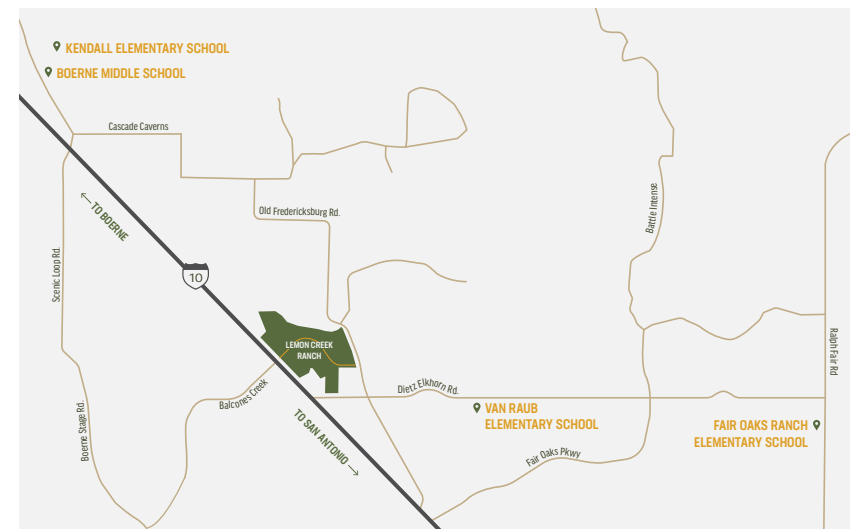 KENDALL ELEMENTARY SCHOOL
BOERNE MIDDLE SCHOOL
Cascade Caverns
TO BOERNE
Old Fredericksburg Rd.
Battle Intense
Scenic Loop Rd.
10
LEMON CREEK
RANCH
Ralph Fair Rd
Dietz Elkhorn Rd.
Balcones Creek
Boerne Stage Rd.
TO SAN ANTONIO
VAN RAUB
ELEMENTARY SCHOOL
FAIR OAKS RANCH
ELEMENTARY SCHOOL
Fair Oaks Pkwy